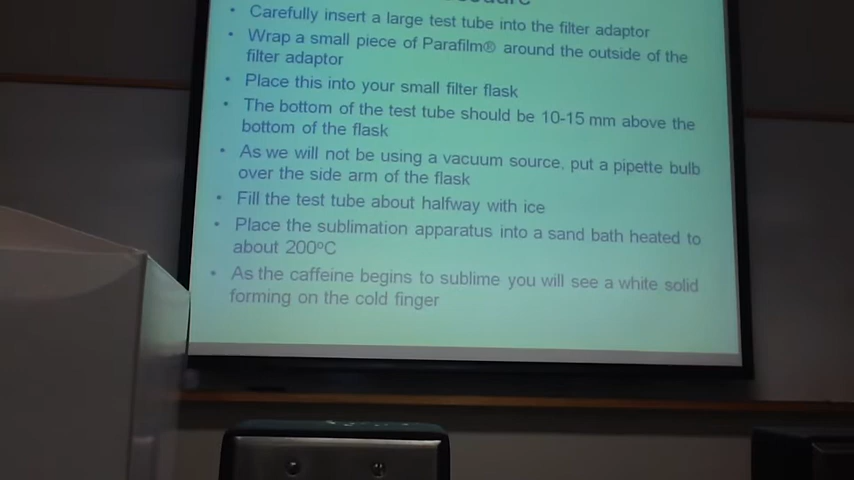 • Carefully insert a large test tube into the filter adaptor
• Wrap a small piece of Parafilm® around the outside of the
filter adaptor
• Place this into your small filter flask
• The bottom of the test tube should be 10-15 mm above the
bottom of the flask
• As we will not be using a vacuum source, put a pipette bulb
over the side arm of the flask
• Fill the test tube about halfway with ice
• Place the sublimation apparatus into a sand bath heated to
about 200ºC
• As the caffeine begins to sublime you will see a white solid
forming on the cold finger